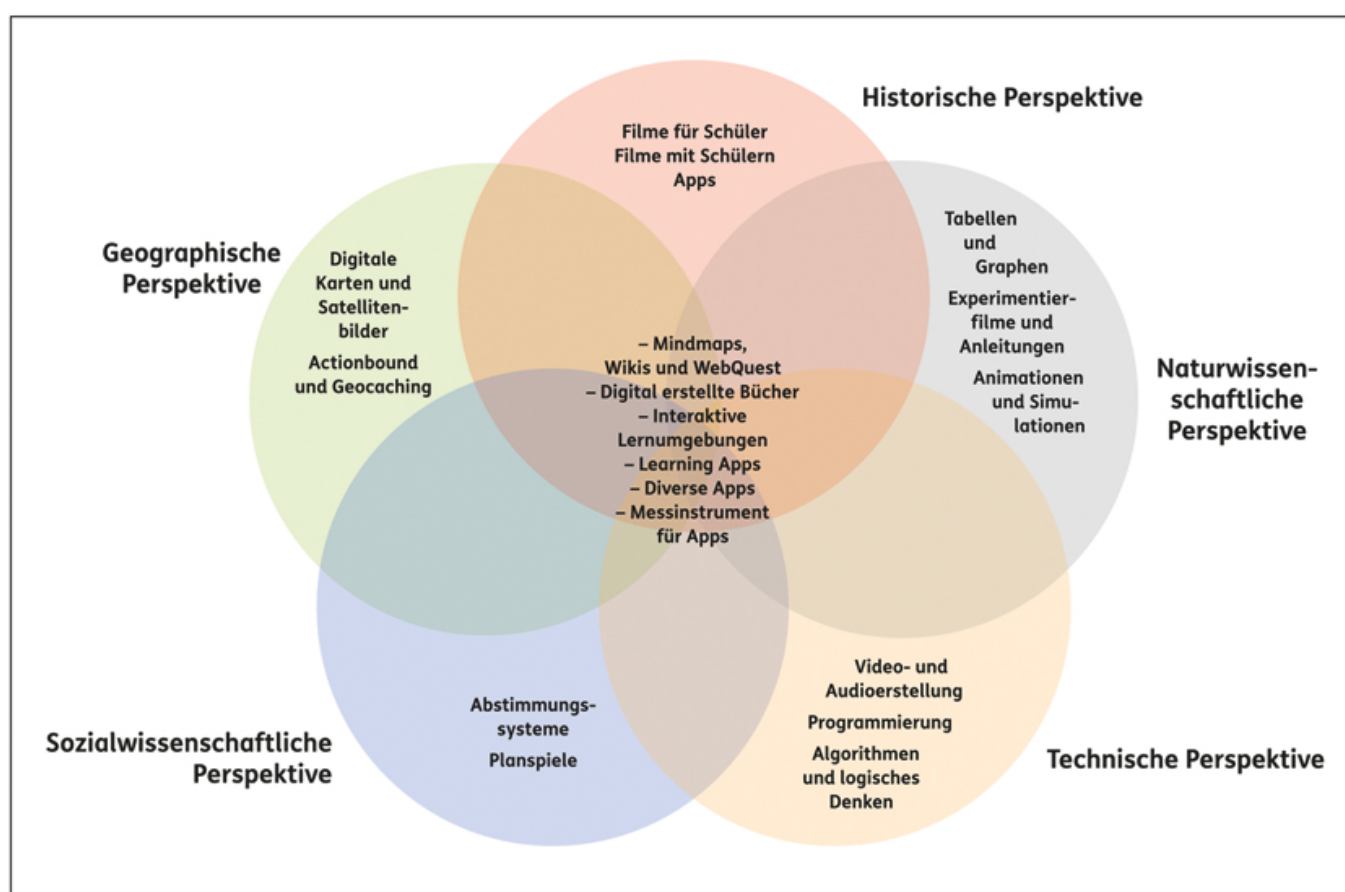 Historische Perspektive
Filme für Schüler
Filme mit Schülern
Apps
Geographische
Perspektive
Digitale
Karten und
Satelliten-
bilder
Actionbound
und Geocaching
Tabellen
und
Graphen
Experimentier-
filme und
Anleitungen
Animationen
und Simu-
lationen
Naturwissen-
schaftliche
Perspektive
– Mindmaps,
Wikis und WebQuest
– Digital erstellte Bücher
– Interaktive
Lernumgebungen
– Learning Apps
– Diverse Apps
– Messinstrument
für Apps
Sozialwissenschaftliche
Perspektive
Abstimmungs-
systeme
Planspiele
Video- und
Audioerstellung
Programmierung
Algorithmen
und logisches
Denken
Technische Perspektive